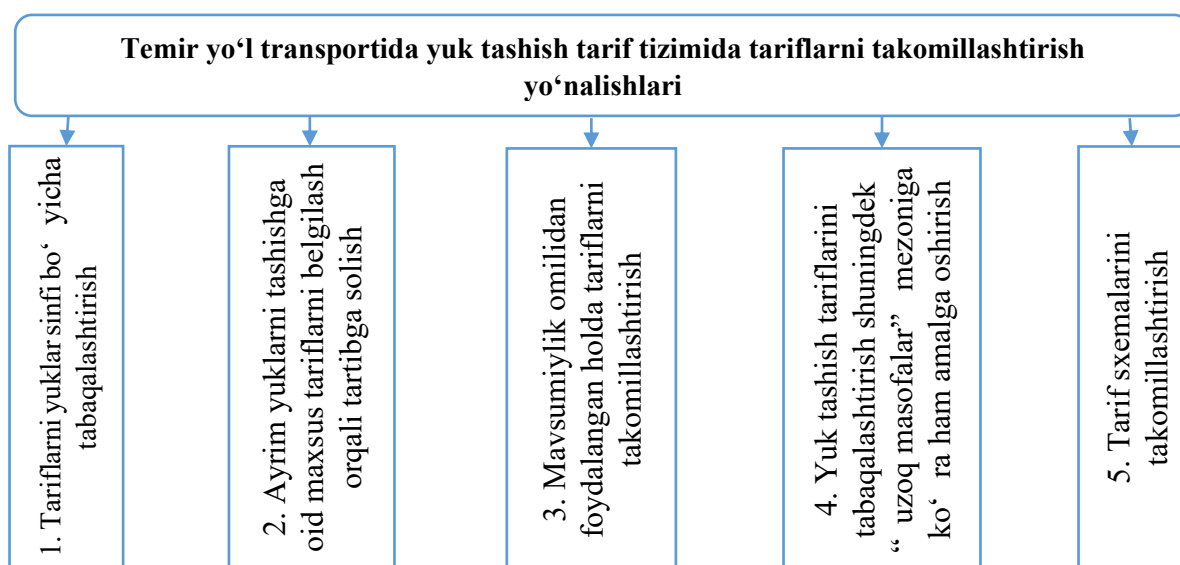 Temir yo‘l transportida yuk tashish tarif tizimida tariflarni takomillashtirish
yo‘nalishlari
1. Tariflarni yuklar sinfi bo‘ yicha
tabaqalashtirish
2. Ayrim yuklarni tashishga
oid maxsus tariflarni belgilash
orqali tartibga solish
3. Mavsumiylik omilidan
foydalangan holda tariflarni
takomillashtirish
4. Yuk tashish tariflarini
tabaqalashtirish shuningdek
“ uzoq masofalar” mezoniga
ko‘ ra ham amalga oshirish
5. Tarif sxemalarini
takomillashtirish